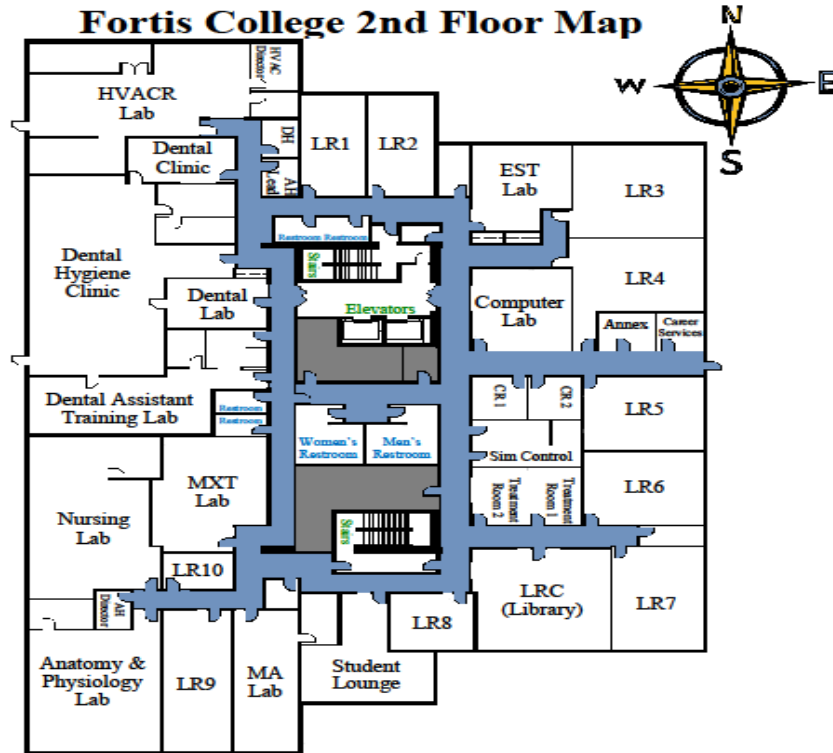 Fortis College 2nd Floor Map
N
W
E
S
HVACR
Lab
HVAC
Director
DH
AH
Lead
LR1
LR2
Dental
Clinic
EST
Lab
LR3
Restroom Restroom
Stairs
Dental
Hygiene
Clinic
Dental
Lab
Elevators
Computer
Lab
LR4
Annex
Career
Services
Dental Assistant
Training Lab
Restroom
Restroom
CR 1
CR 2
LR5
Women's
Restroom
Men's
Restroom
Sim Control
Nursing
Lab
MXT
Lab
Treatment
Room 2
Treatment
Room 1
LR6
Stairs
LR10
AH
Director
LRC
(Library)
LR7
LR8
Anatomy &
Physiology
Lab
LR9
MA
Lab
Student
Lounge